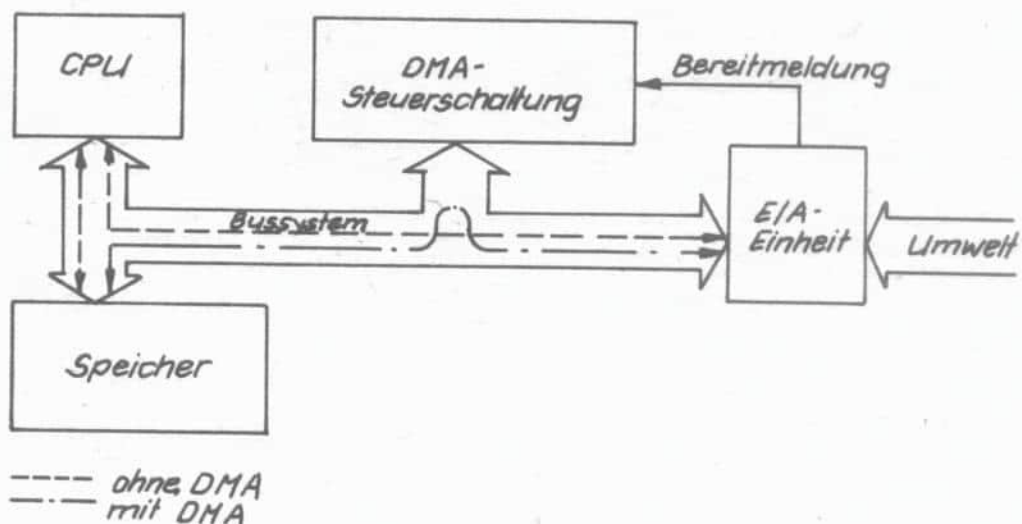 CPU
DMA-
Steuerschaltung
Bereitmeldung
Bussystem
E/A-
Einheit
Umwelt
Speicher
ohne DMA
mit DMA